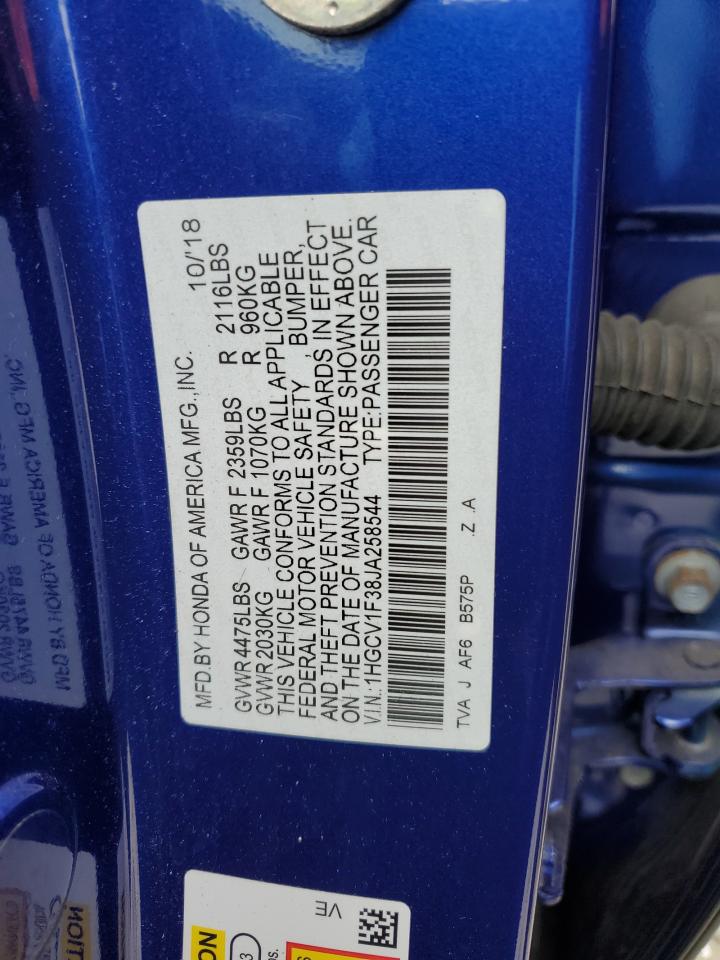 MFD.BY HONDA OF AMERICA MFG.,INC. 10/'18
GVWR 4475LBS GAWR F 2359LBS R 2116LBS
GVWR 2030KG GAWR F 1070KG R 960KG
THIS VEHICLE CONFORMS TO ALL APPLICABLE
FEDERAL MOTOR VEHICLE SAFETY , BUMPER,
AND THEFT PREVENTION STANDARDS IN EFFECT
ON THE DATE OF MANUFACTURE SHOWN ABOVE.
V.I.N.:1HGCV1F38JA258544 TYPE:PASSENGER CAR
TVA J AF6 B575P .Z .A
VE